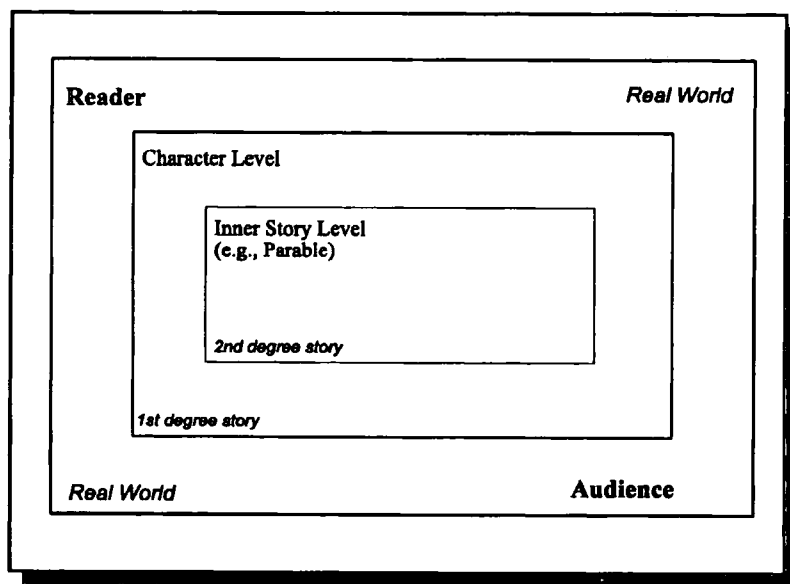 Reader
Real World
Character Level
Inner Story Level
(e.g., Parable)
2nd degree story
1st degree story
Real World
Audience